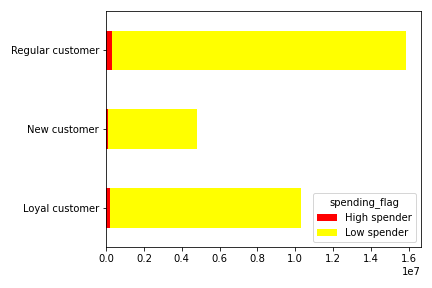 Regular customer
New customer
Loyal customer
spending_flag
High spender
Low spender
0.0 0.2 0.4 0.6 0.8 1.0 1.2 1.4 1.6
1e7